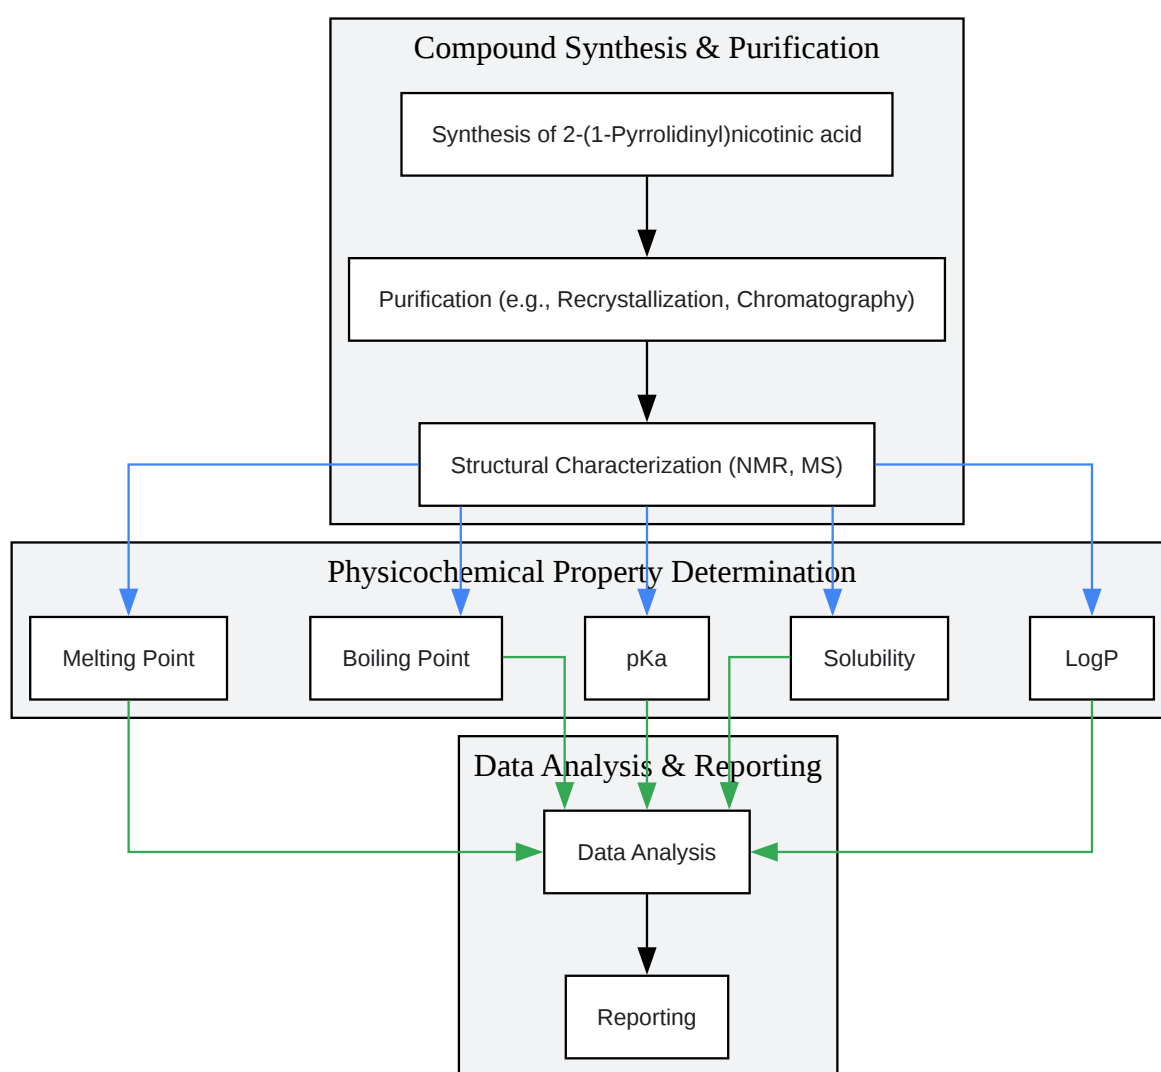 Compound Synthesis & Purification
Synthesis of 2-(1-Pyrrolidinyl)nicotinic acid
Purification (e.g., Recrystallization, Chromatography)
Structural Characterization (NMR, MS)
Physicochemical Property Determination
Melting Point
Boiling Point
pKa
Solubility
LogP
Data Analysis & Reporting
Data Analysis
Reporting